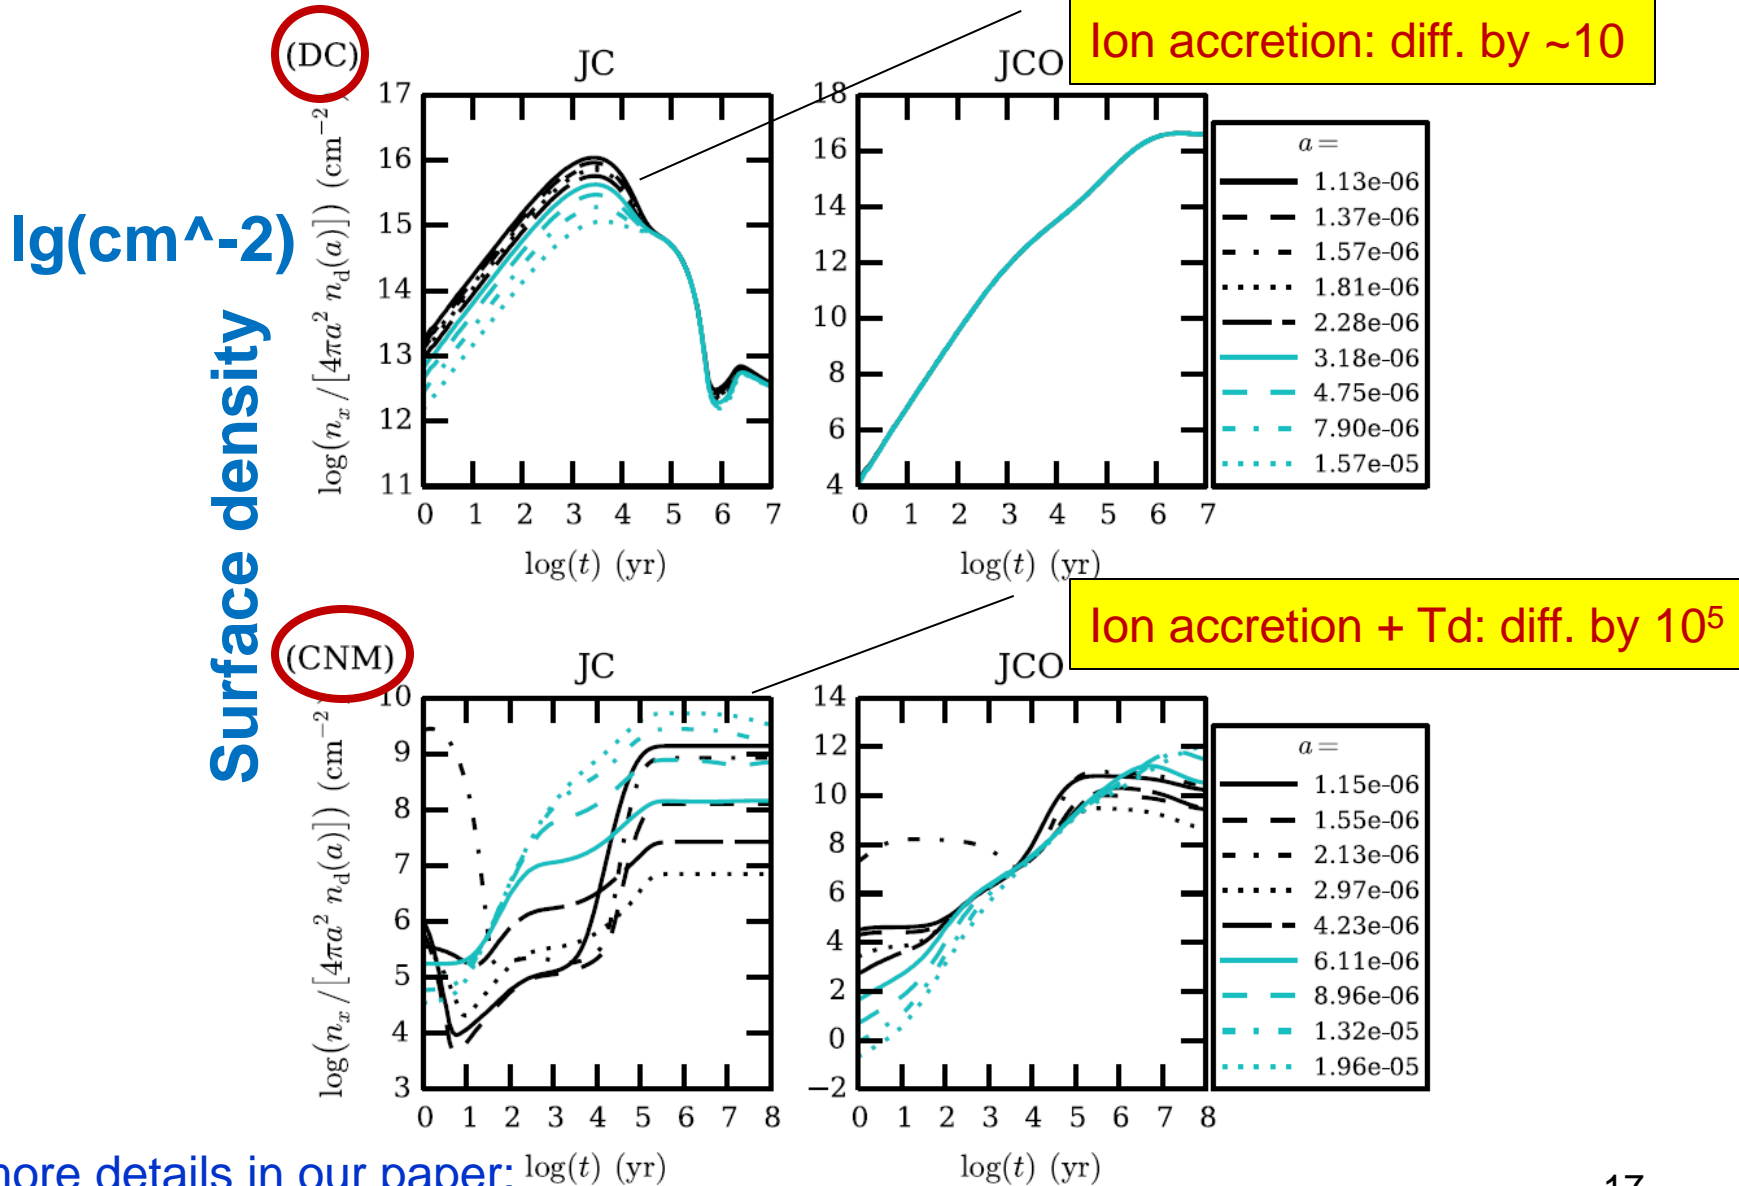 (DC)
JC
JCO
Ion accretion: diff. by ~10
lg(cm^-2)
Surface density
log(n_x/[4πa² n_d(a)]) (cm⁻²
17
16
15
14
13
12
11
0 1 2 3 4 5 6 7
log(t) (yr)
18
16
14
12
10
8
6
4
0 1 2 3 4 5 6 7
log(t) (yr)
a =
1.13e-06
1.37e-06
1.57e-06
1.81e-06
2.28e-06
3.18e-06
4.75e-06
7.90e-06
1.57e-05
(CNM)
JC
JCO
Ion accretion + Td: diff. by 10⁵
log(n_x/[4πa² n_d(a)]) (cm⁻²
10
9
8
7
6
5
4
3
0 1 2 3 4 5 6 7 8
log(t) (yr)
14
12
10
8
6
4
2
0
−2
0 1 2 3 4 5 6 7 8
log(t) (yr)
a =
1.15e-06
1.55e-06
2.13e-06
2.97e-06
4.23e-06
6.11e-06
8.96e-06
1.32e-05
1.96e-05
more details in our paper:
17